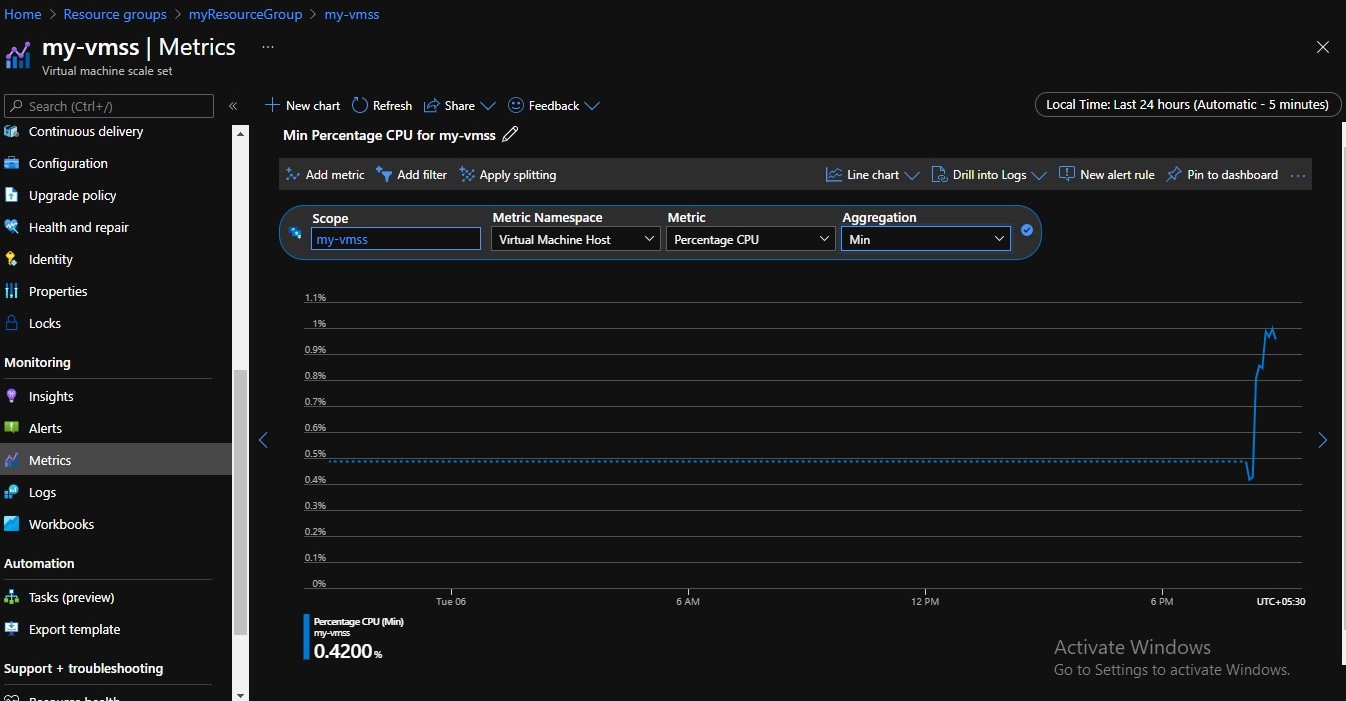 Home > Resource groups > myResourceGroup > my-vmss
my-vmss | Metrics ...
Virtual machine scale set
Search (Ctrl+/)
«
Continuous delivery
Configuration
Upgrade policy
Health and repair
Identity
Properties
Locks
Monitoring
Insights
Alerts
Metrics
Logs
Workbooks
Automation
Tasks (preview)
Export template
Support + troubleshooting
Resource health
New chart Refresh Share Feedback
Local Time: Last 24 hours (Automatic - 5 minutes)
Min Percentage CPU for my-vmss
Add metric Add filter Apply splitting Line chart Drill into Logs New alert rule Pin to dashboard ...
Scope Metric Namespace Metric Aggregation
my-vmss Virtual Machine Host Percentage CPU Min
1.1%
1%
0.9%
0.8%
0.7%
0.6%
0.5%
0.4%
0.3%
0.2%
0.1%
0%
Tue 06 6 AM 12 PM 6 PM UTC+05:30
Percentage CPU (Min)
my-vmss
0.4200%
Activate Windows
Go to Settings to activate Windows.